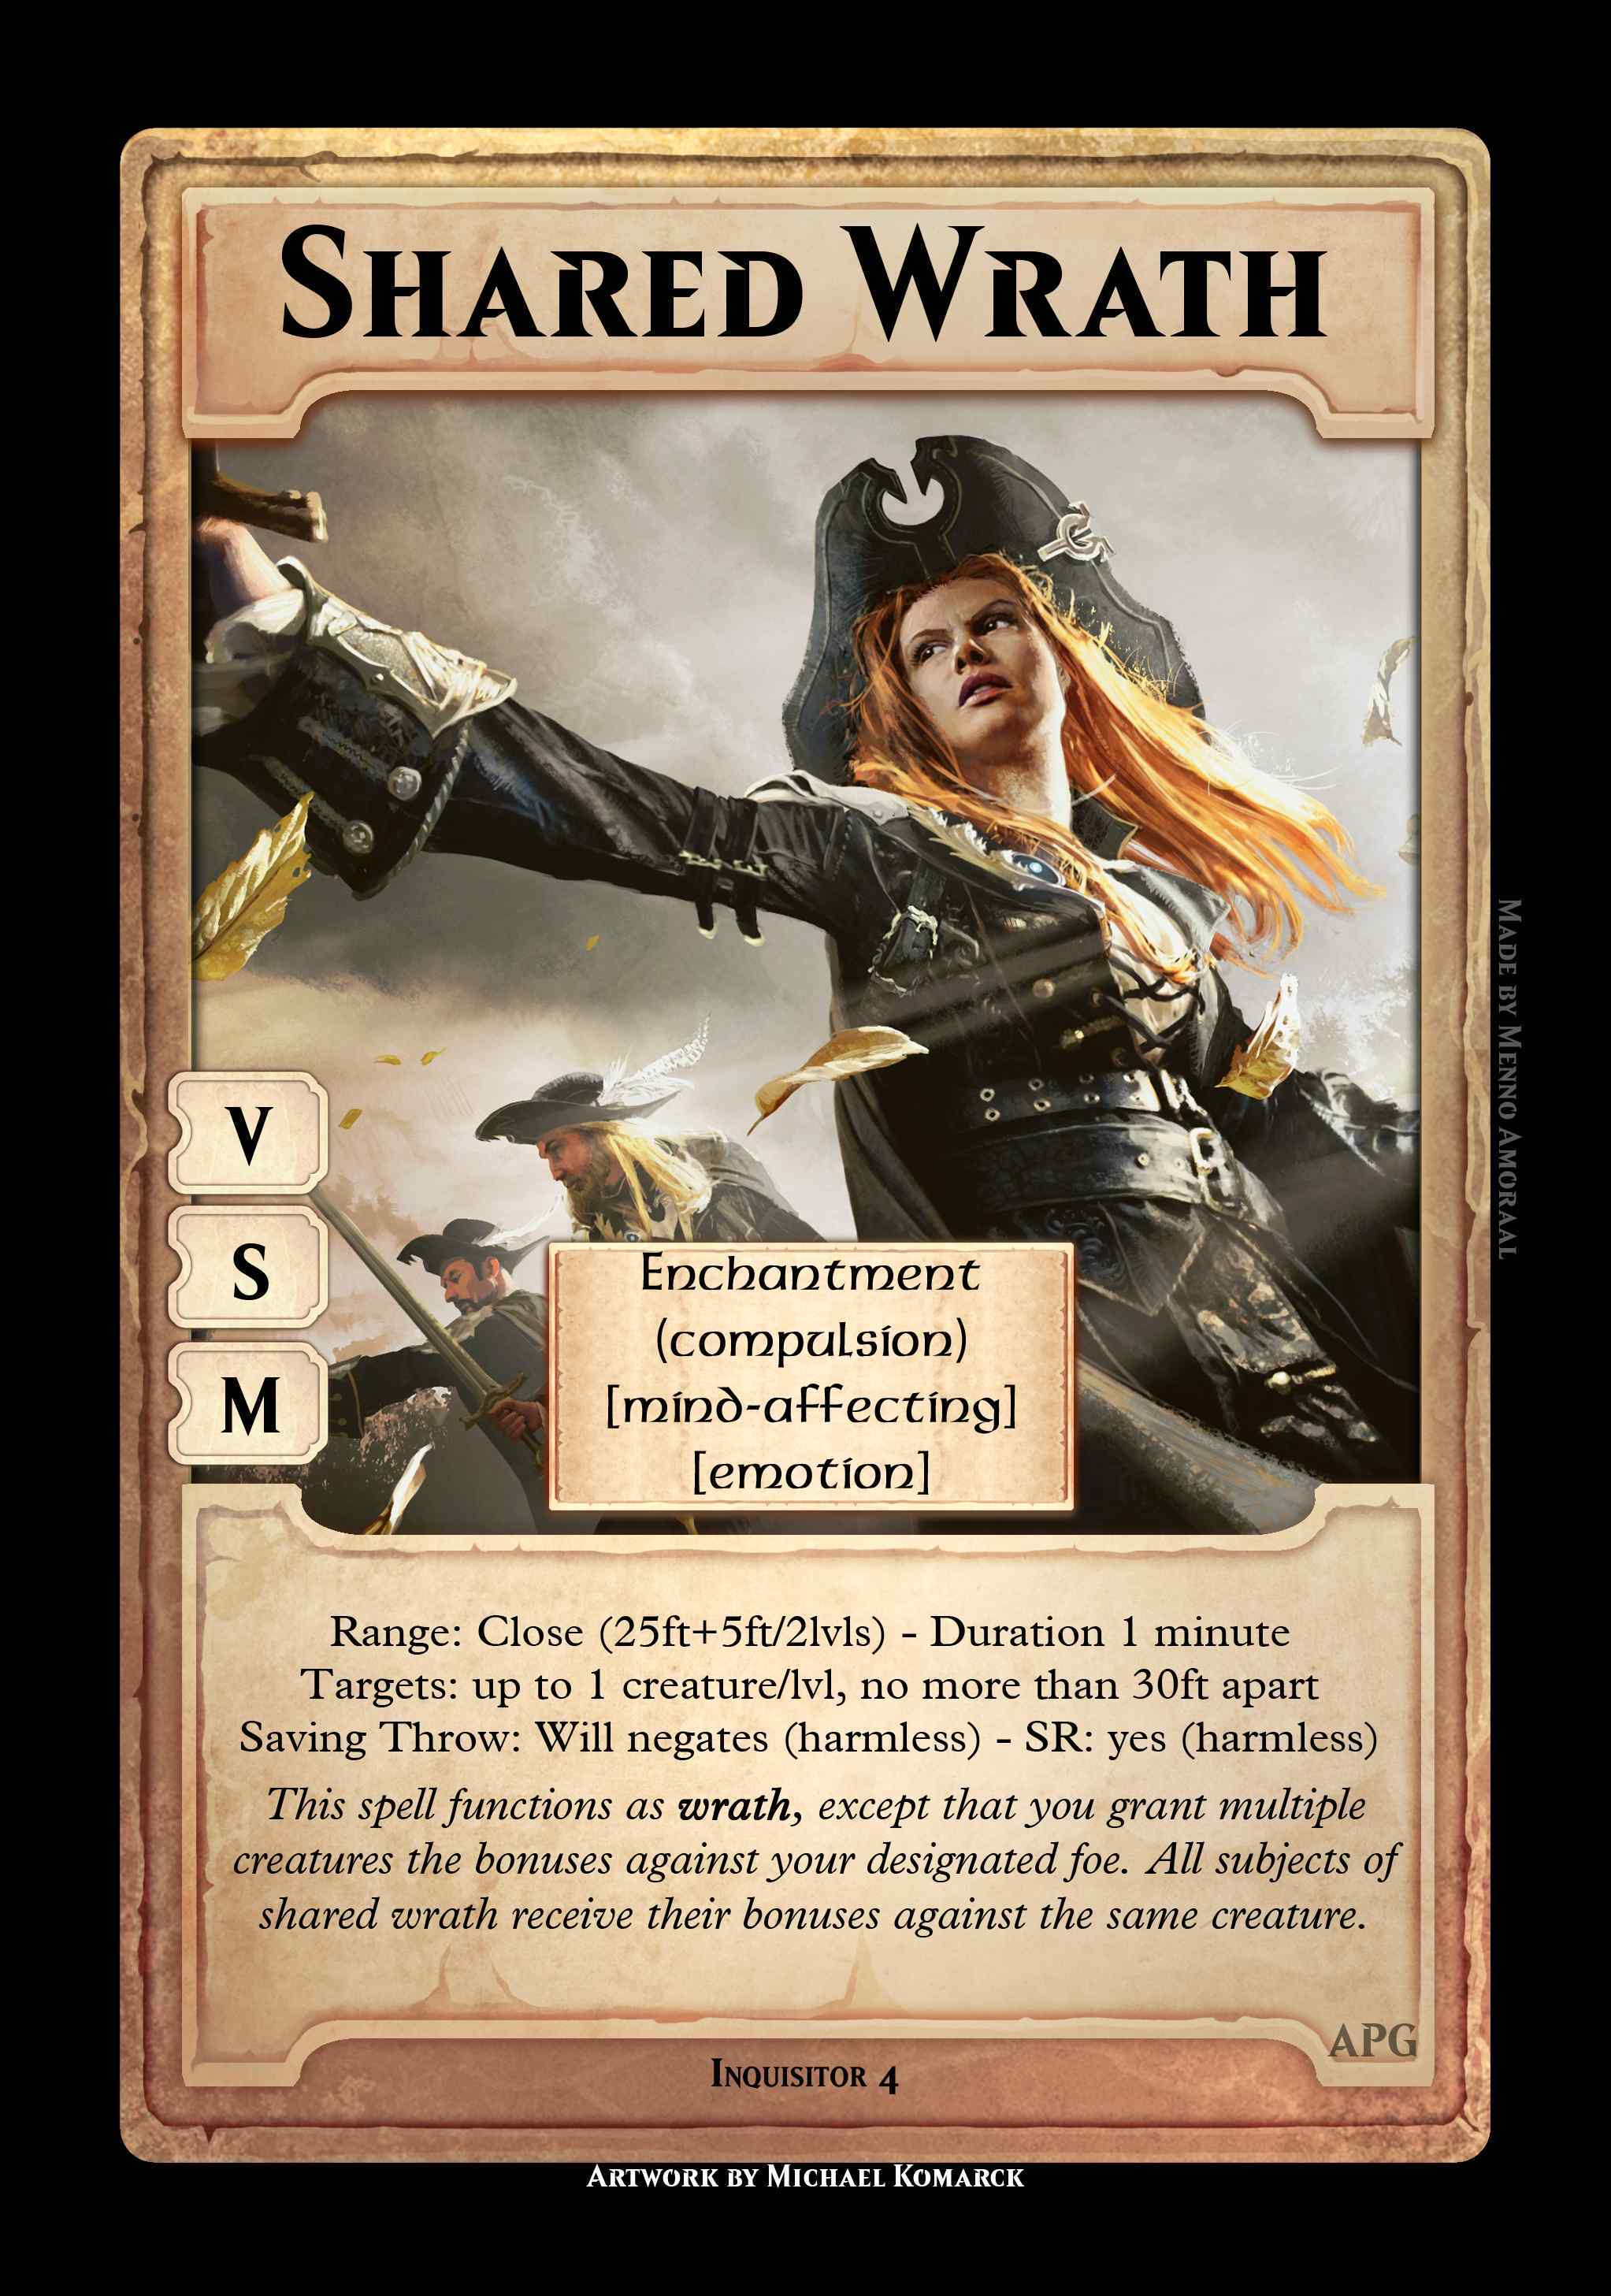 Shared Wrath
V
S
M
Enchantment
(compulsion)
[mind-affecting]
[emotion]
Range: Close (25ft+5ft/2lvls) - Duration 1 minute
Targets: up to 1 creature/lvl, no more than 30ft apart
Saving Throw: Will negates (harmless) - SR: yes (harmless)
This spell functions as wrath, except that you grant multiple
creatures the bonuses against your designated foe. All subjects of
shared wrath receive their bonuses against the same creature.
APG
Inquisitor 4
Artwork by Michael Komarck
Made by Menno Amoraal